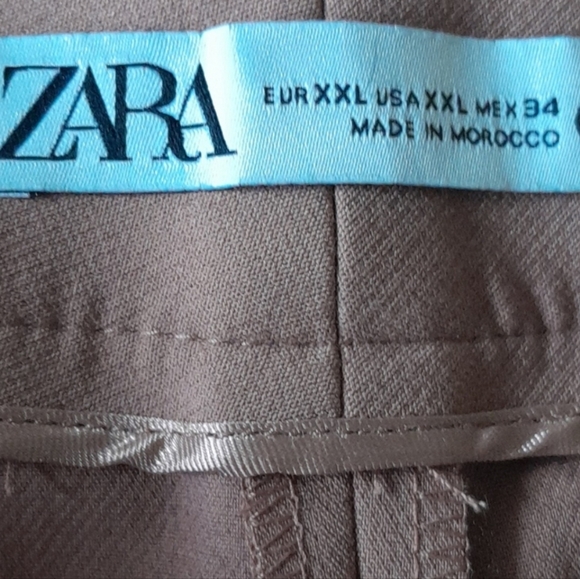 ZARA
EUR XXL USA XXL MEX 34
MADE IN MOROCCO